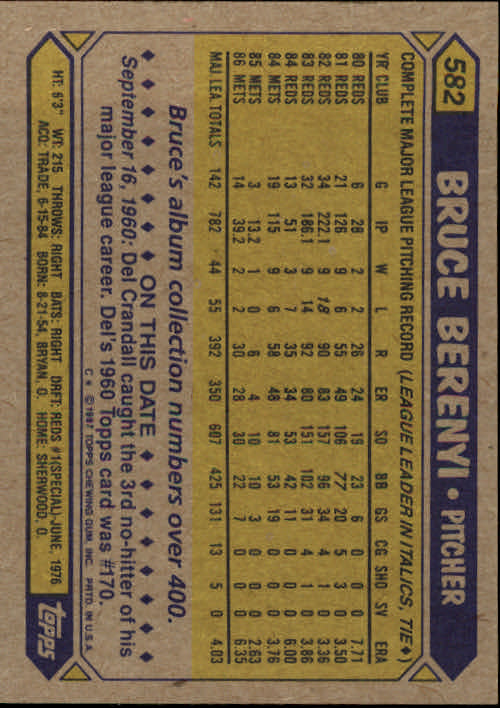 582
BRUCE BERENYI • PITCHER
COMPLETE MAJOR LEAGUE PITCHING RECORD (LEAGUE LEADER IN ITALICS, TIE♦)
YR CLUB G IP W L R ER SO BB GS CG SHO SV ERA
80 REDS 6 28 2 2 26 24 19 23 6 0 0 0 7.71
81 REDS 21 126 9 6 55 49 106 77 20 5 3 0 3.50
82 REDS 34 222.1 9 18 90 83 157 96 34 4 1 0 3.36
83 REDS 32 186.1 9 14 92 80 151 102 31 4 1 0 3.86
84 REDS 13 51 3 7 35 34 53 42 11 0 0 0 6.00
84 METS 19 115 9 6 58 48 81 53 19 0 0 0 3.76
85 METS 3 13.2 1 0 6 4 10 10 3 0 0 0 2.63
86 METS 14 39.2 2 2 30 28 30 22 7 0 0 0 6.35
MAJ.LEA. TOTALS 142 782 44 55 392 350 607 425 131 13 5 0 4.03
Bruce's album collection numbers over 400.
♦ ♦ ♦ ♦ ♦ ♦ ON THIS DATE ♦ ♦ ♦ ♦ ♦ ♦
September 16, 1960: Del Crandall caught the 3rd no-hitter of his
major league career. Del's 1960 Topps card was #170.
C* © 1987 TOPPS CHEWING GUM, INC. PRTD. IN U.S.A.
HT: 6'3" WT: 215 THROWS: RIGHT BATS: RIGHT DRFT: REDS #1(SPECIAL)-JUNE, 1976
ACQ: TRADE, 6-15-84 BORN: 8-21-54, BRYAN, O. HOME: SHERWOOD, O.
TOPPS